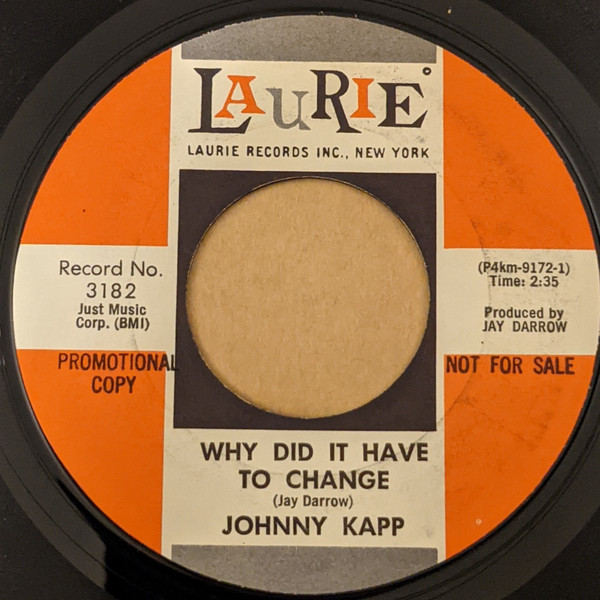 LAuRIE©
LAURIE RECORDS INC., NEW YORK
Record No.
3182
Just Music
Corp. (BMI)
(P4km-9172-1)
Time: 2:35
Produced by
JAY DARROW
PROMOTIONAL
COPY
NOT FOR SALE
WHY DID IT HAVE
TO CHANGE
(Jay Darrow)
JOHNNY KAPP